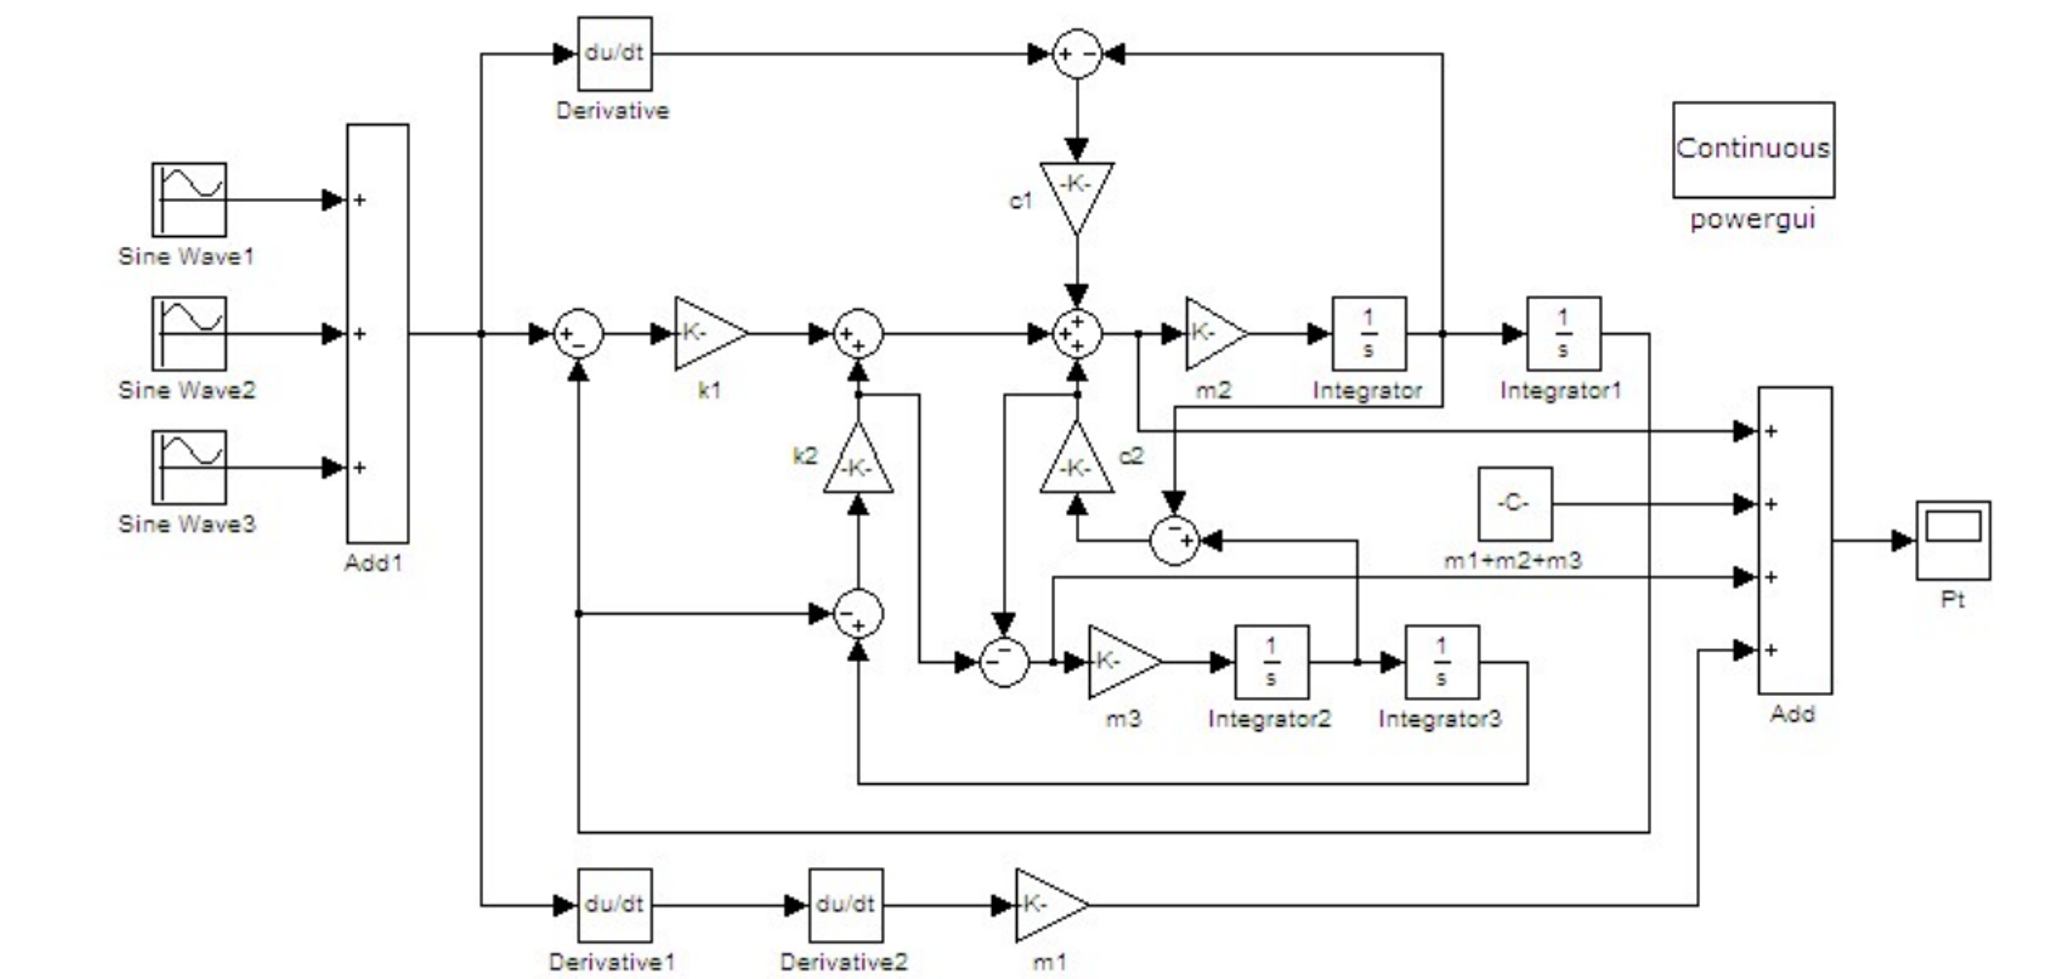 du/dt
+ -
Derivative
Continuous
powergui
-K-
c1
+
Sine Wave1
+
-
K-
k1
+
+
+
+
+
K-
m2
1
s
Integrator
1
s
Integrator1
+
Sine Wave2
k2
-K-
-K-
c2
+
+
Sine Wave3
Add1
-C-
m1+m2+m3
+
-
+
-
+
-
-
K-
m3
1
s
Integrator2
1
s
Integrator3
+
+
Add
Pt
du/dt
Derivative1
du/dt
Derivative2
K-
m1